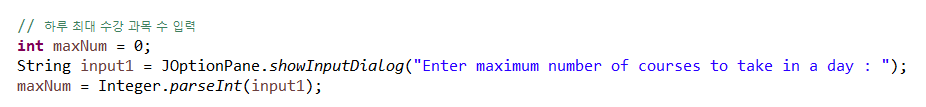 // 하루 최대 수강 과목 수 입력
int maxNum = 0;
String input1 = JOptionPane.showInputDialog("Enter maximum number of courses to take in a day : ");
maxNum = Integer.parseInt(input1);